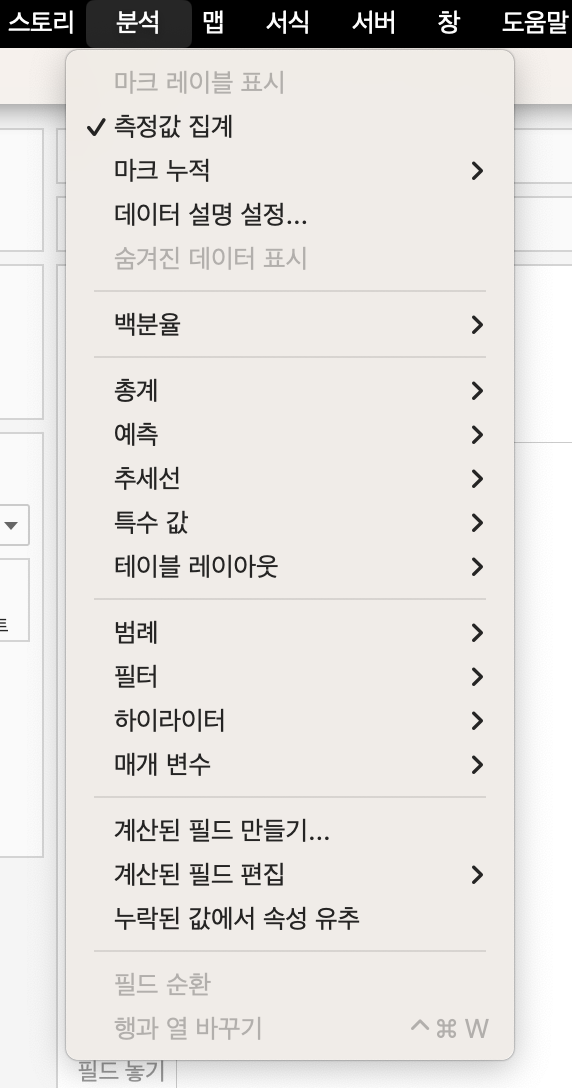 스토리 분석 맵 서식 서버 창 도움말
마크 레이블 표시
✓ 측정값 집계
마크 누적 >
데이터 설명 설정...
숨겨진 데이터 표시
백분율 >
총계 >
예측 >
추세선 >
특수 값 >
테이블 레이아웃 >
범례 >
필터 >
하이라이터 >
매개 변수 >
계산된 필드 만들기...
계산된 필드 편집 >
누락된 값에서 속성 유추
필드 순환
행과 열 바꾸기 ^⌘W
필드 놓기